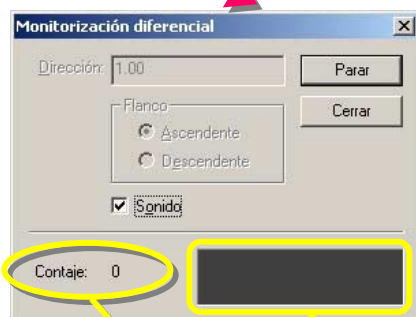 Monitorización diferencial
Dirección: 1.00
Parar
Flanco
Cerrar
Ascendente
Descendente
Sonido
Contaje: 0